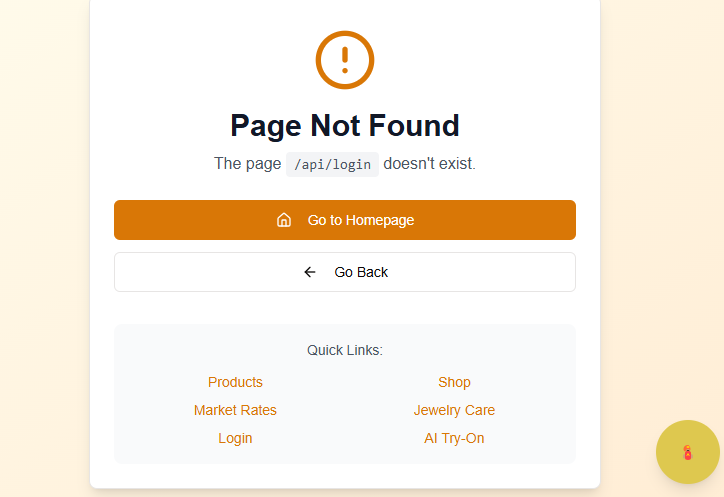 Page Not Found
The page /api/login doesn't exist.
Go to Homepage
Go Back
Quick Links:
Products Shop
Market Rates Jewelry Care
Login AI Try-On